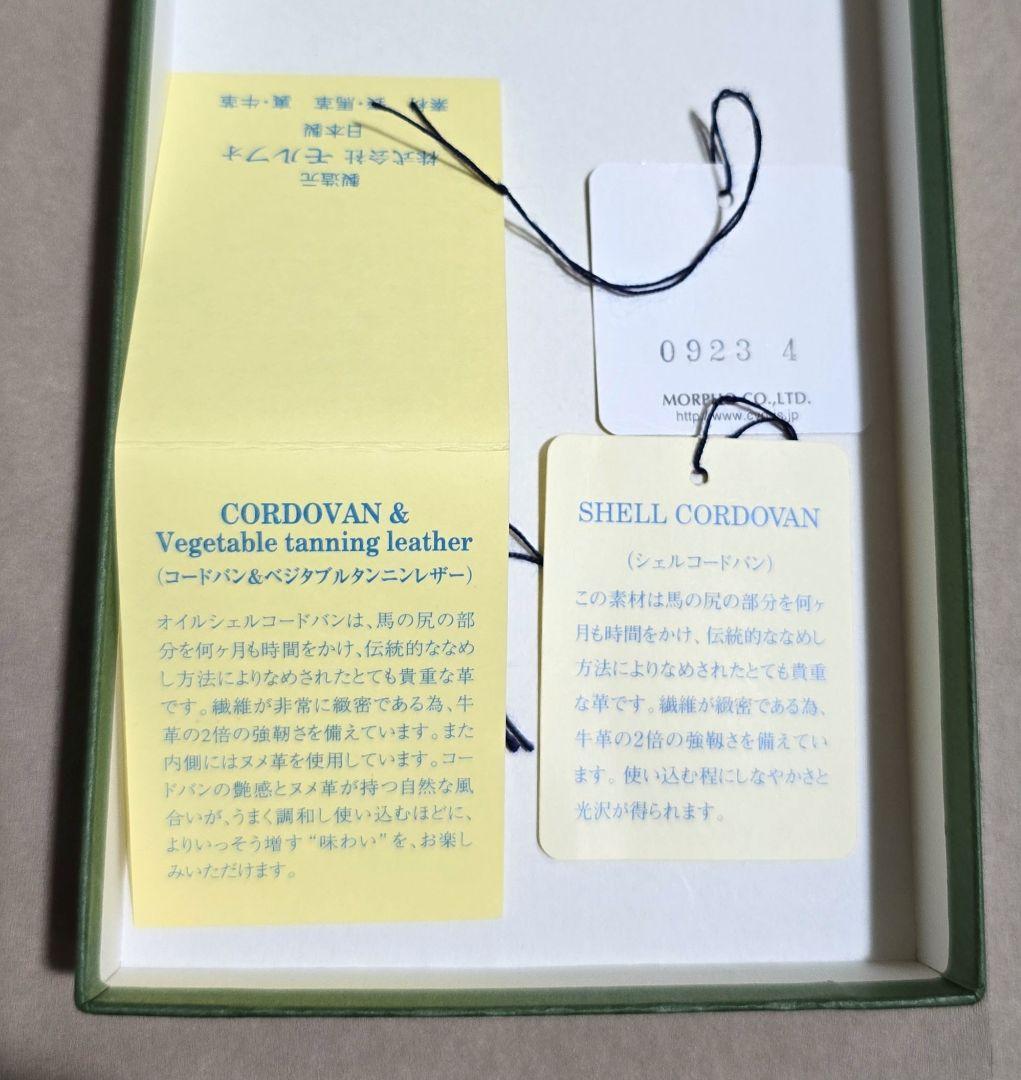 素材 表・馬革 裏・牛革
日本製
株式会社 モルフォ
製造元
CORDOVAN &
Vegetable tanning leather
(コードバン&ベジタブルタンニンレザー)
オイルシェルコードバンは、馬の尻の部
分を何ヶ月も時間をかけ、伝統的ななめ
し方法によりなめされたとても貴重な革
です。繊維が非常に緻密である為、牛
革の2倍の強靭さを備えています。また
内側にはヌメ革を使用しています。コー
ドバンの艶感とヌメ革が持つ自然な風
合いが、うまく調和し使い込むほどに、
よりいっそう増す“味わい”を、お楽し
みいただけます。
0923 4
MORPHO CO.,LTD.
SHELL CORDOVAN
(シェルコードバン)
この素材は馬の尻の部分を何ヶ
月も時間をかけ、伝統的ななめし
方法によりなめされたとても貴重
な革です。繊維が緻密である為、
牛革の2倍の強靱さを備えてい
ます。使い込む程にしなやかさと
光沢が得られます。